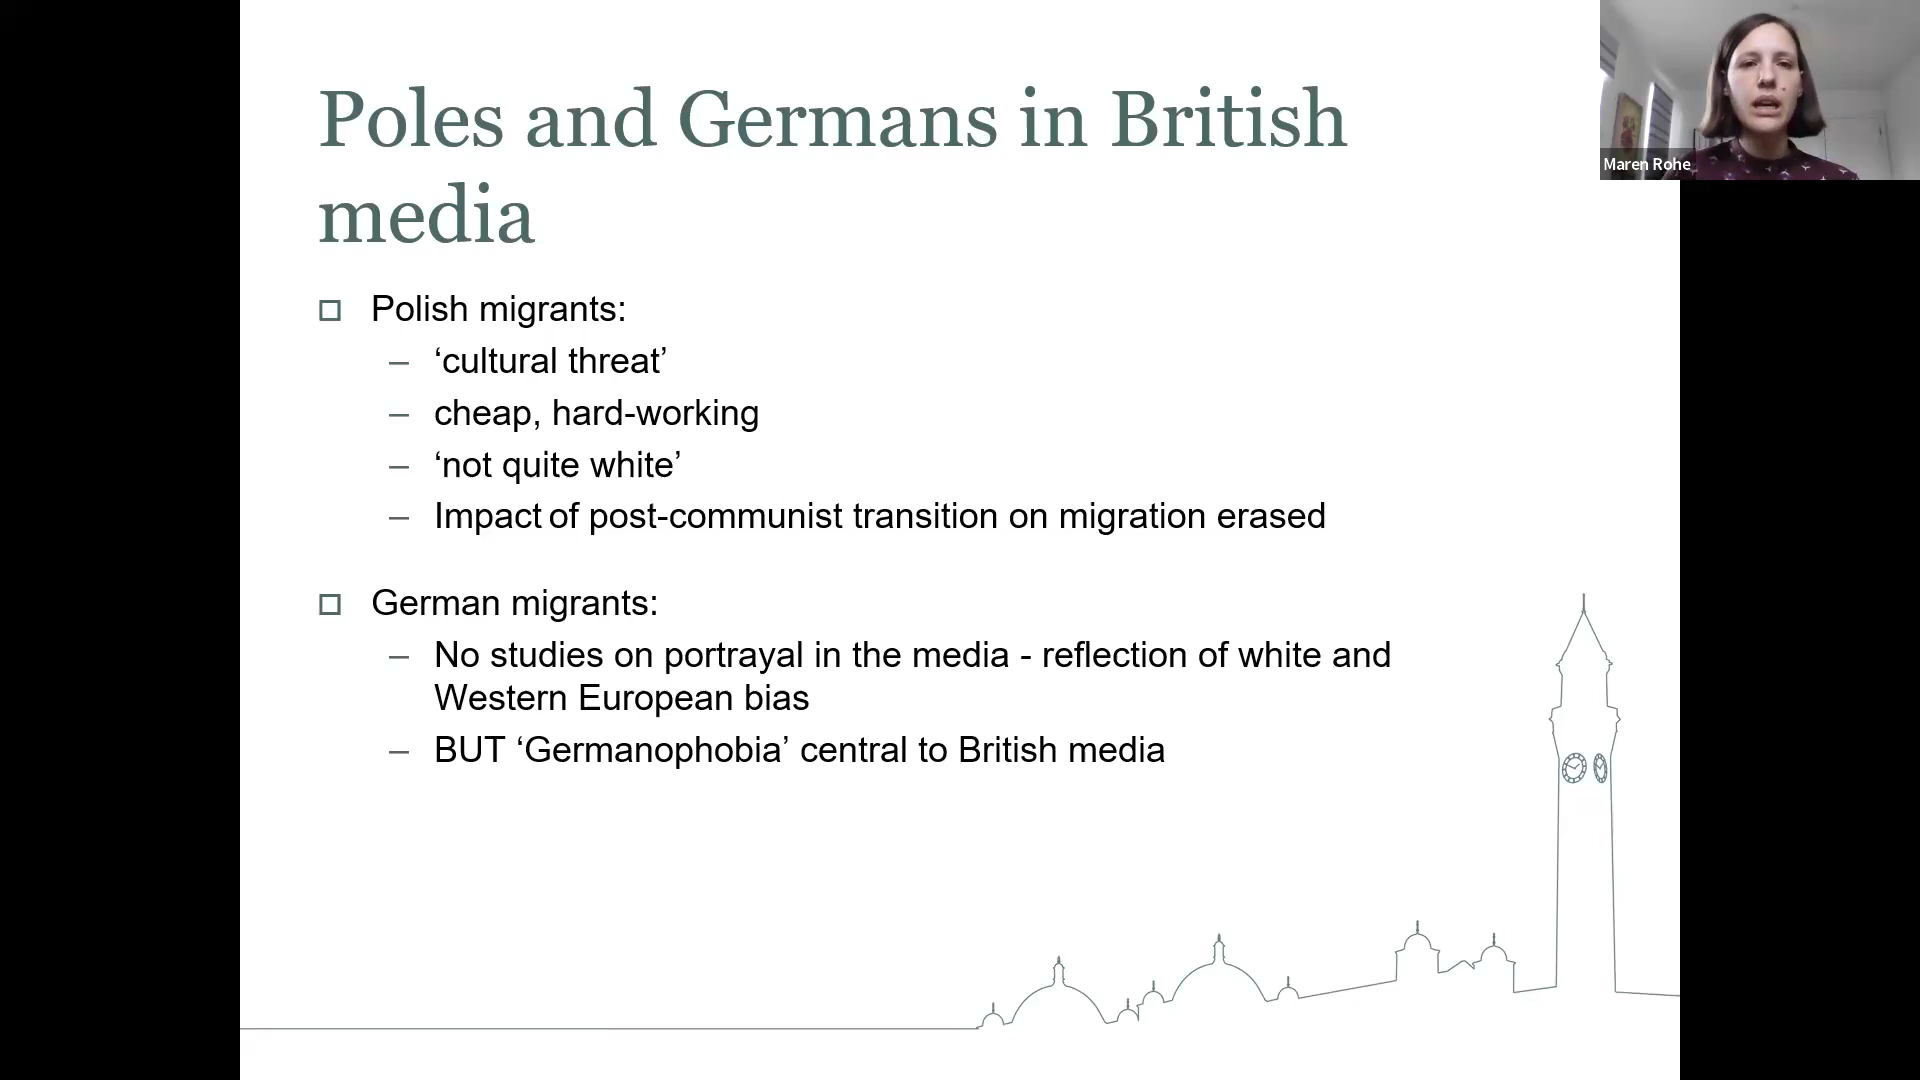 Poles and Germans in British
media
Maren Rohe
Polish migrants:
– ‘cultural threat’
– cheap, hard-working
– ‘not quite white’
– Impact of post-communist transition on migration erased
German migrants:
– No studies on portrayal in the media - reflection of white and
Western European bias
– BUT ‘Germanophobia’ central to British media